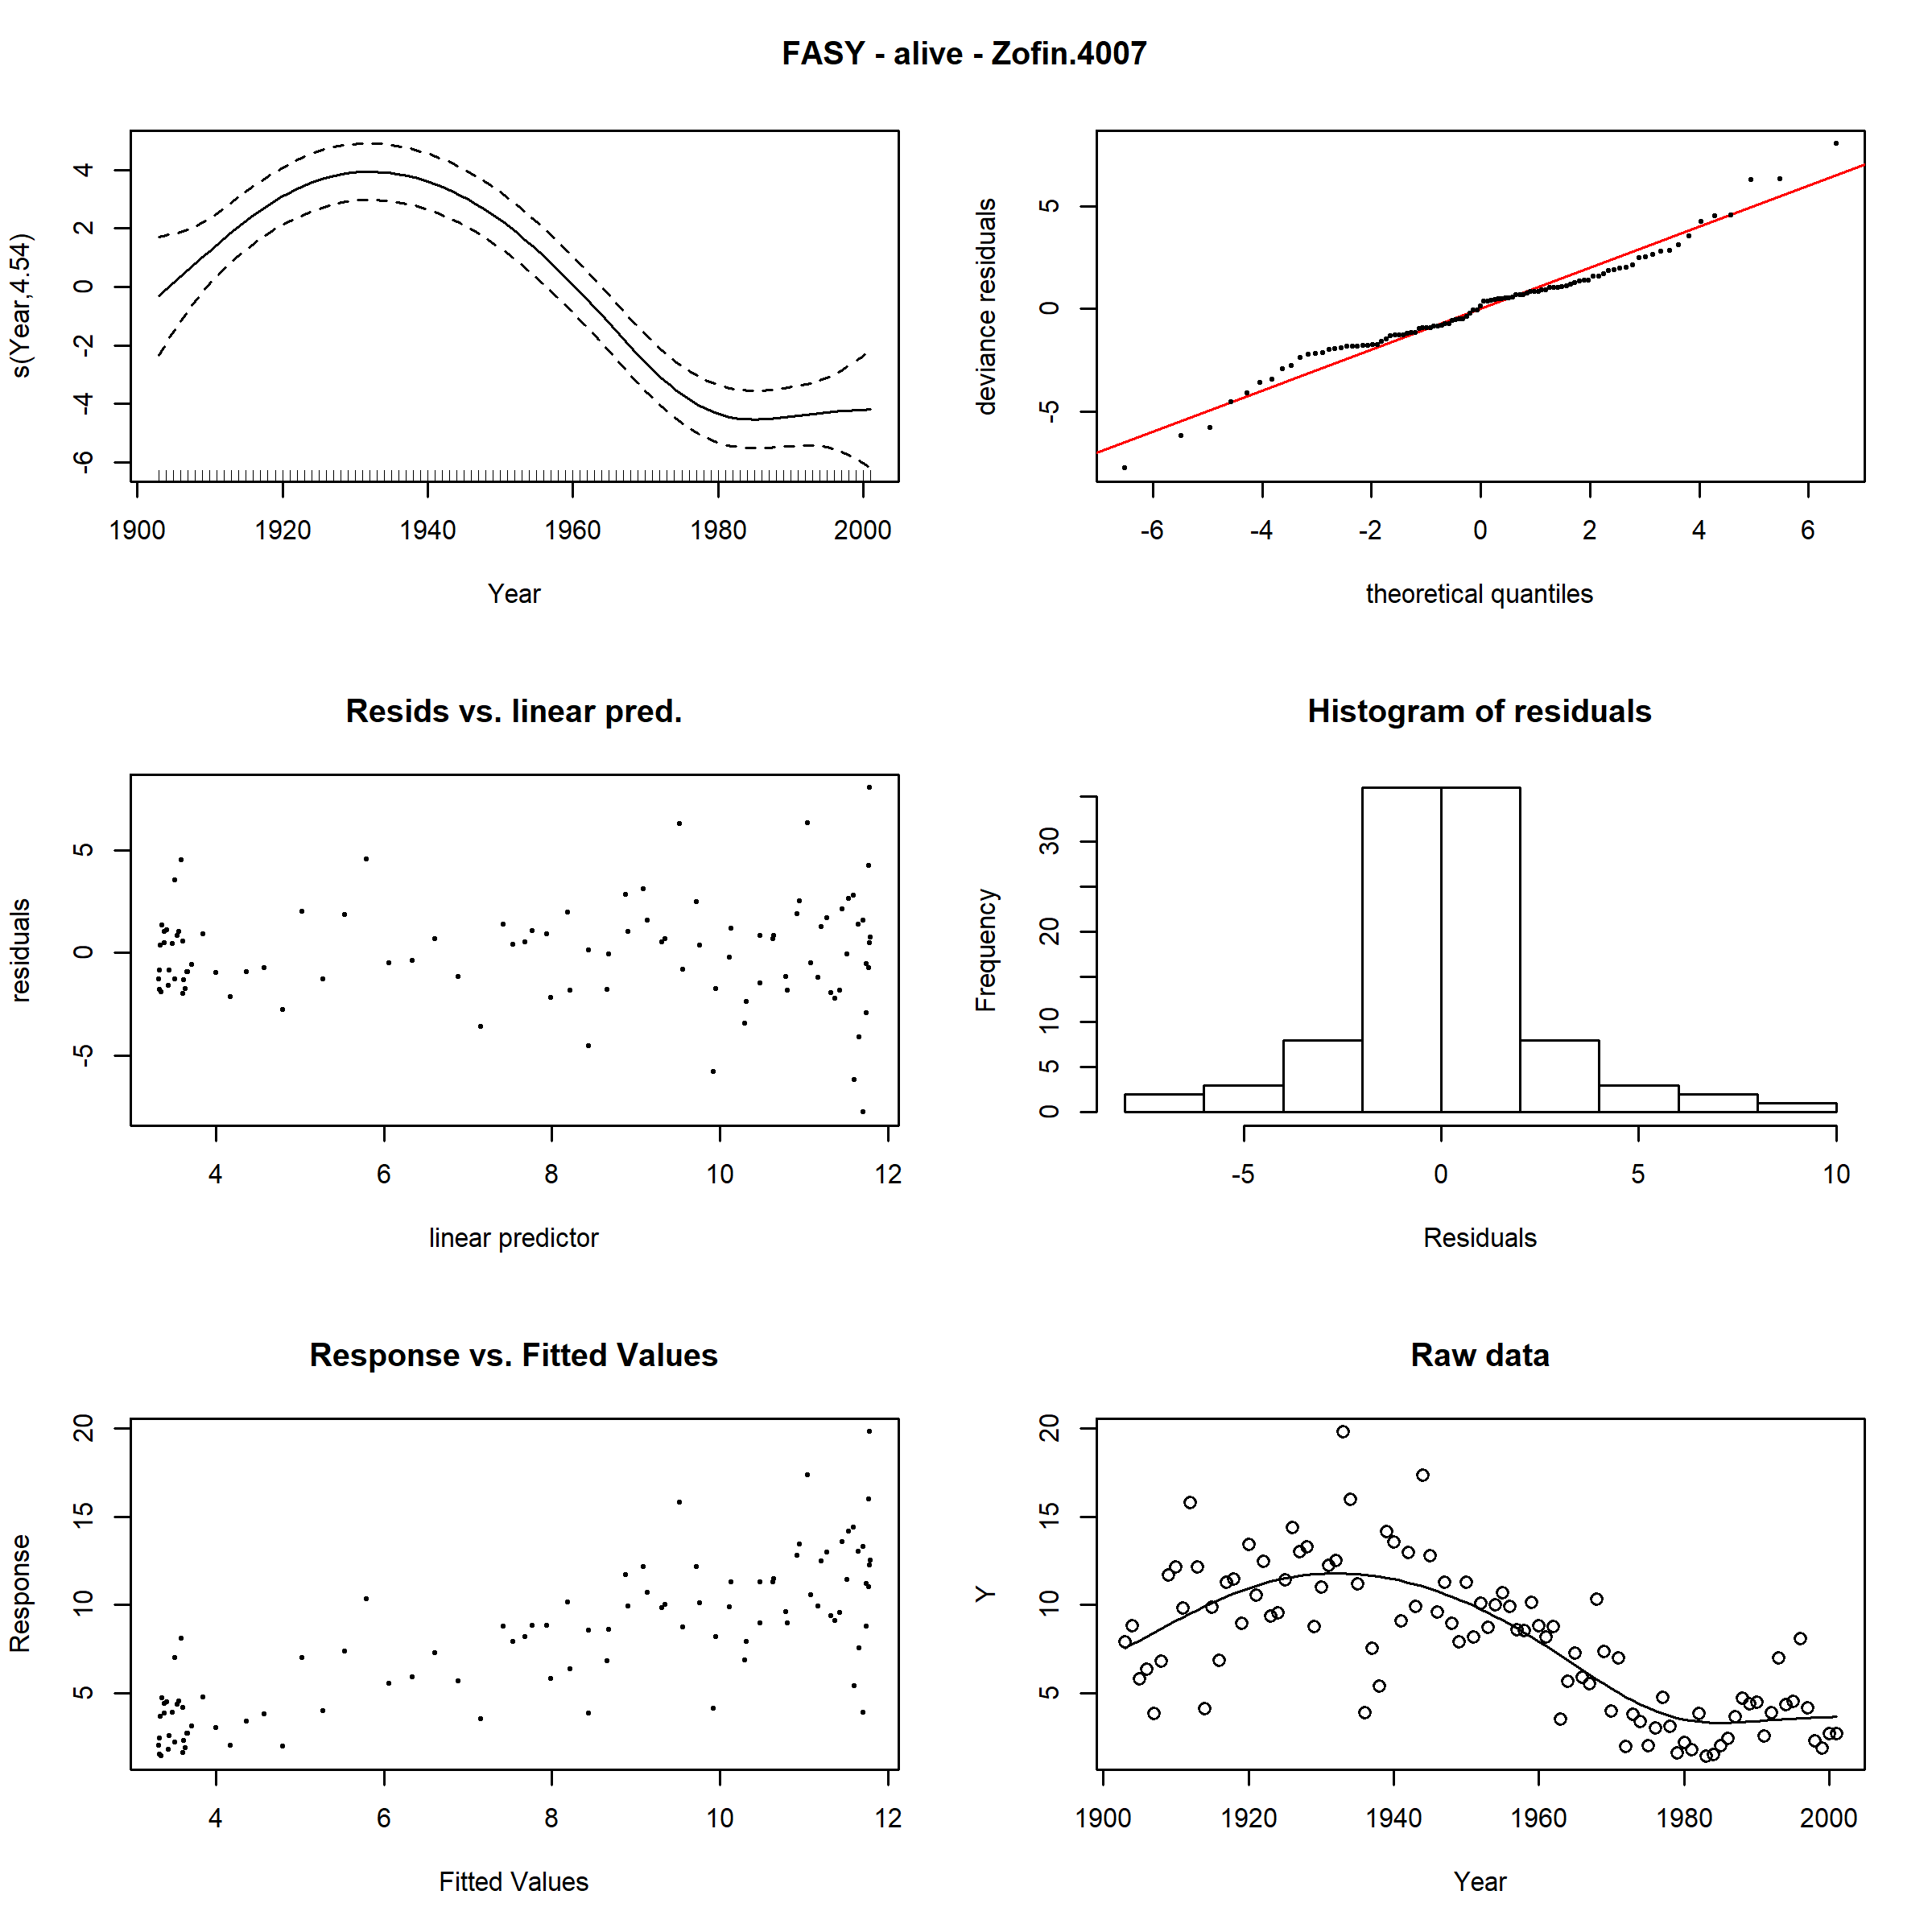 FASY - alive - Zofin.4007
s(Year,4.54)
4
2
0
-2
-4
-6
1900 1920 1940 1960 1980 2000
Year
deviance residuals
5
0
-5
-6 -4 -2 0 2 4 6
theoretical quantiles
Resids vs. linear pred.
residuals
5
0
-5
4 6 8 10 12
linear predictor
Histogram of residuals
Frequency
30
20
10
5
0
-5 0 5 10
Residuals
Response vs. Fitted Values
Response
20
15
10
5
4 6 8 10 12
Fitted Values
Raw data
Y
20
15
10
5
1900 1920 1940 1960 1980 2000
Year